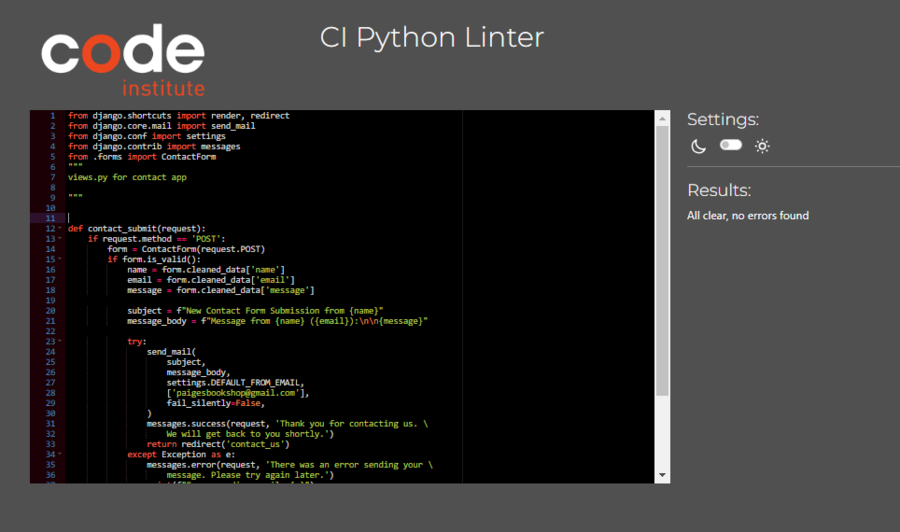 code
institute
CI Python Linter
1 from django.shortcuts import render, redirect
2 from django.core.mail import send_mail
3 from django.conf import settings
4 from django.contrib import messages
5 from .forms import ContactForm
6 """
7 views.py for contact app
8
9 """
10
11
12 def contact_submit(request):
13 if request.method == 'POST':
14 form = ContactForm(request.POST)
15 if form.is_valid():
16 name = form.cleaned_data['name']
17 email = form.cleaned_data['email']
18 message = form.cleaned_data['message']
19
20 subject = f"New Contact Form Submission from {name}"
21 message_body = f"Message from {name} ({email}):\n\n{message}"
22
23 try:
24 send_mail(
25 subject,
26 message_body,
27 settings.DEFAULT_FROM_EMAIL,
28 ['paigesbookshop@gmail.com'],
29 fail_silently=False,
30 )
31 messages.success(request, 'Thank you for contacting us. \
32 We will get back to you shortly.')
33 return redirect('contact_us')
34 except Exception as e:
35 messages.error(request, 'There was an error sending your \
36 message. Please try again later.')
Settings:
Results:
All clear, no errors found